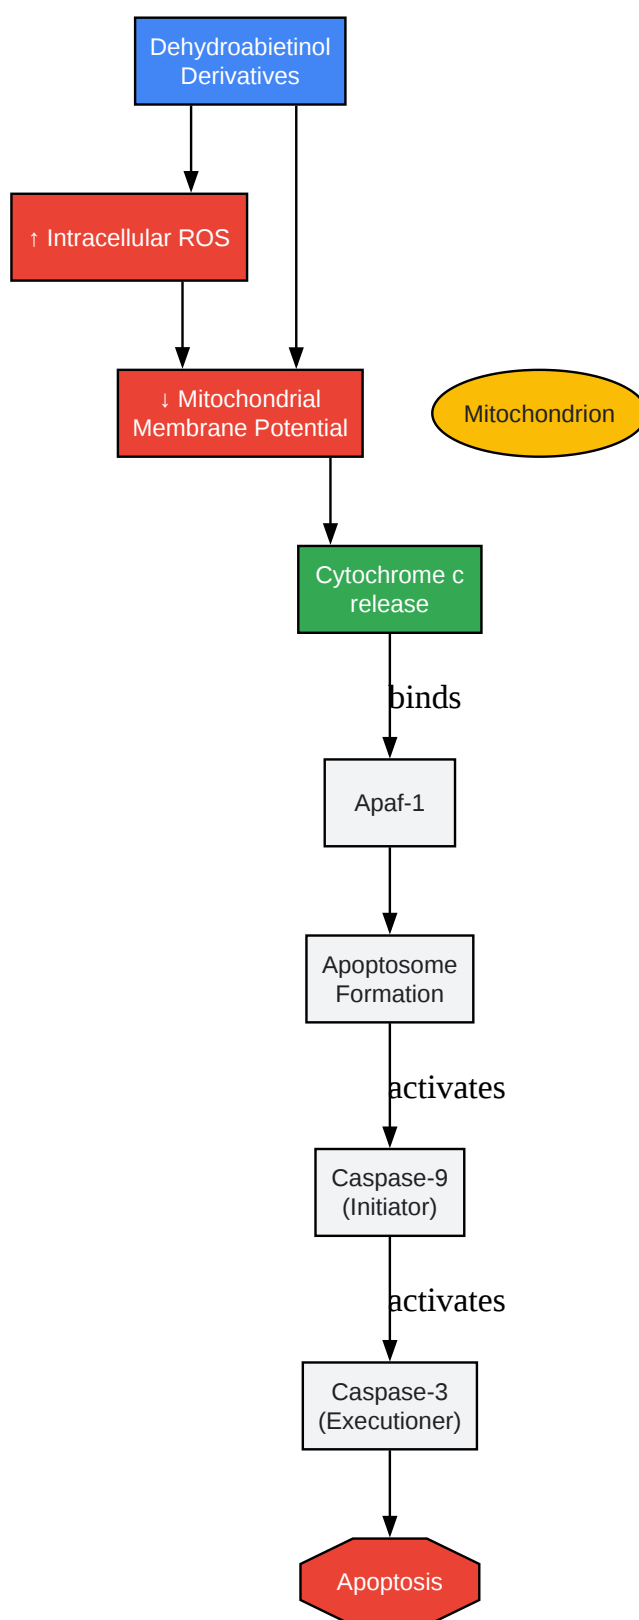 Dehydroabietinol
Derivatives
↑ Intracellular ROS
↓ Mitochondrial
Membrane Potential
Mitochondrion
Cytochrome c
release
binds
Apaf-1
Apoptosome
Formation
activates
Caspase-9
(Initiator)
activates
Caspase-3
(Executioner)
Apoptosis